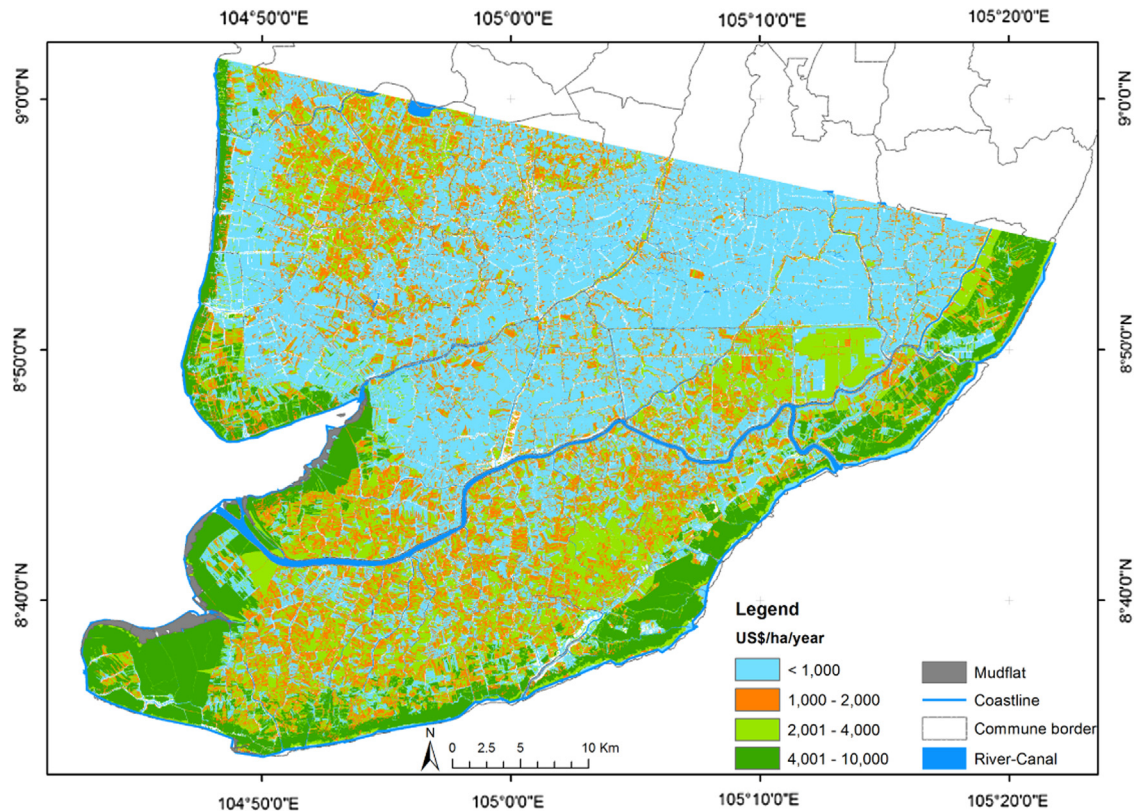 104°50'0"E 105°0'0"E 105°10'0"E 105°20'0"E
9°0'0"N 9°0'0"N
8°50'0"N 8°50'0"N
8°40'0"N 8°40'0"N
Legend
US$/ha/year
< 1,000
1,000 - 2,000
2,001 - 4,000
4,001 - 10,000
Mudflat
Coastline
Commune border
River-Canal
N
0 2.5 5 10 Km
104°50'0"E 105°0'0"E 105°10'0"E 105°20'0"E